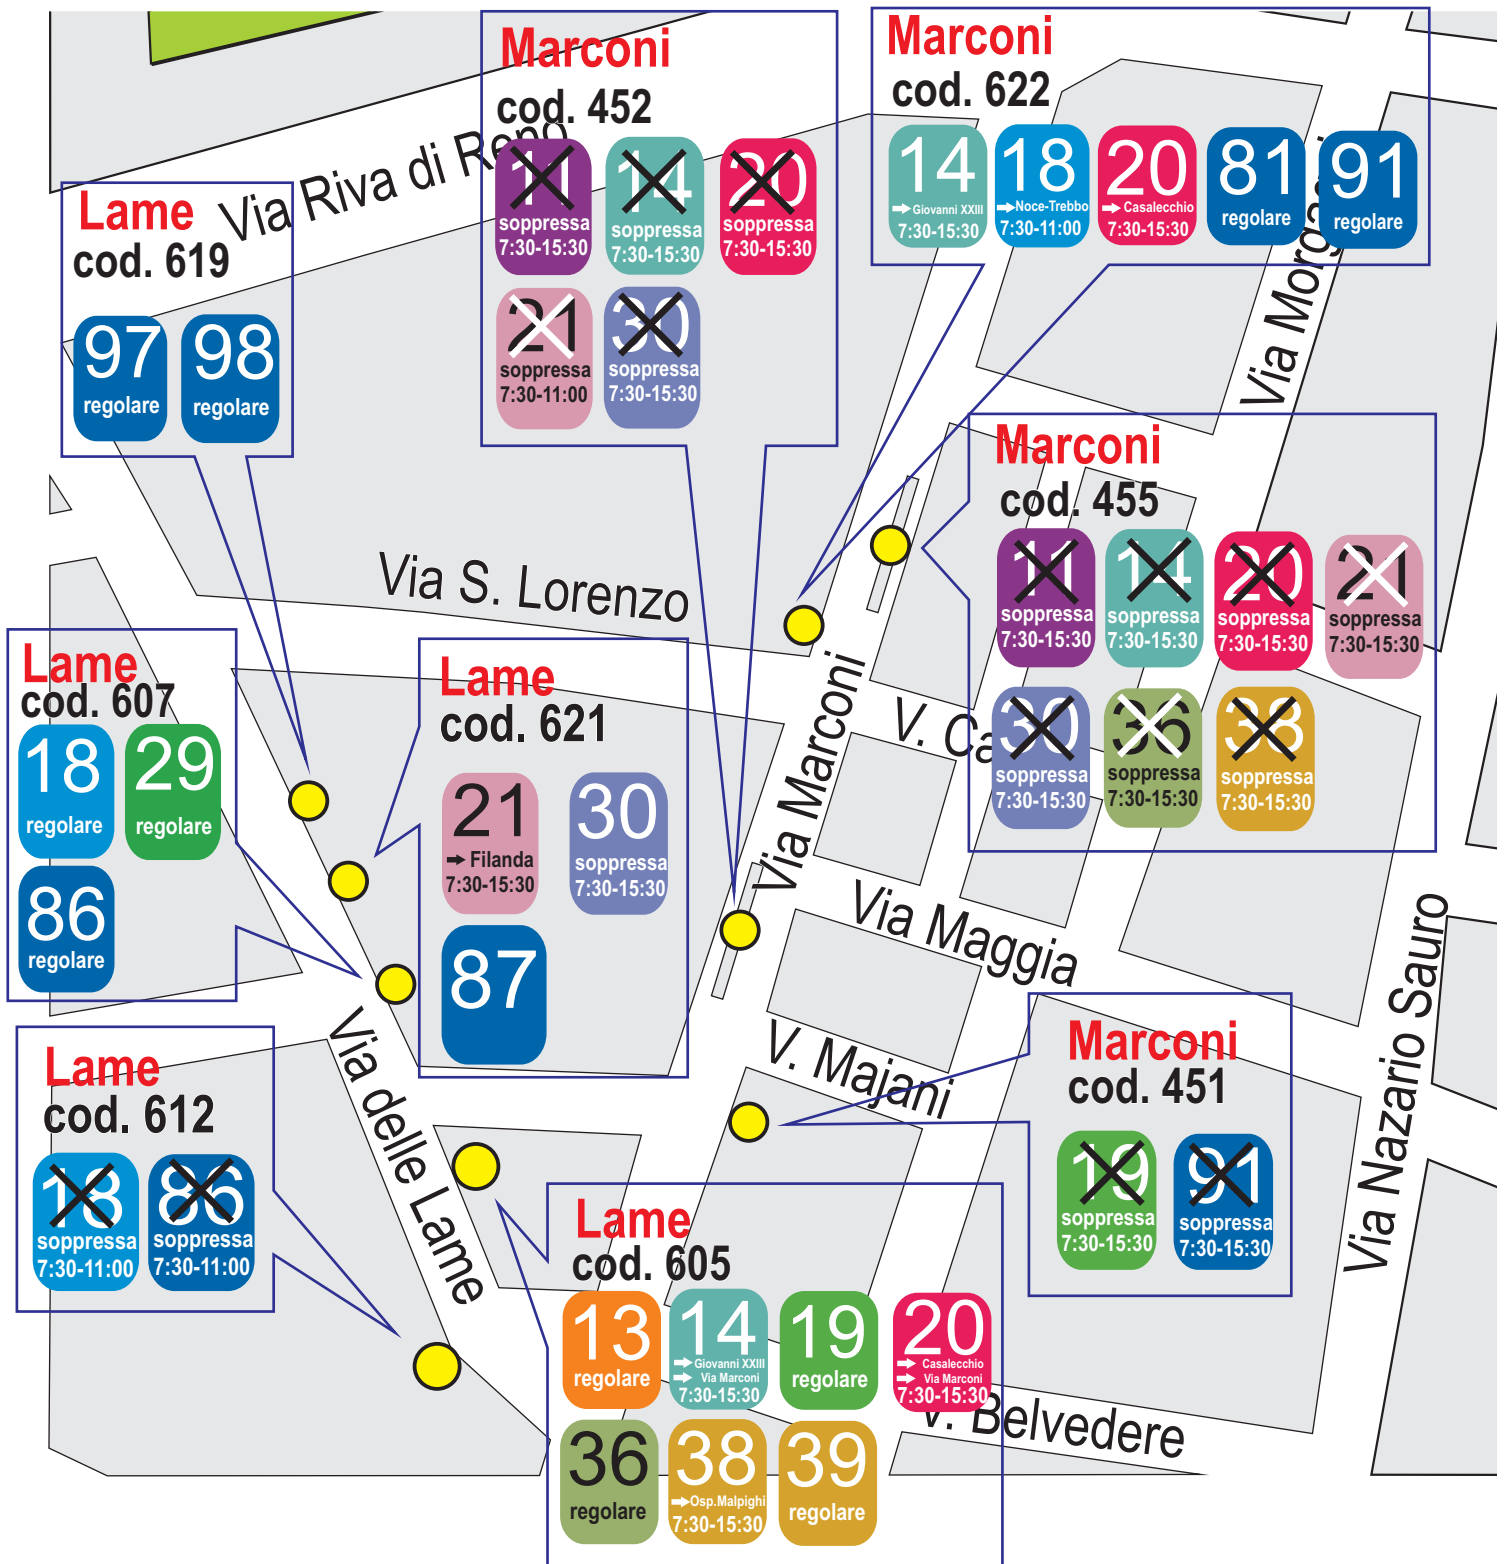 Marconi
cod. 452
11
soppressa
7:30-15:30
14
soppressa
7:30-15:30
20
soppressa
7:30-15:30
21
soppressa
7:30-11:00
30
soppressa
7:30-15:30
Marconi
cod. 622
14
Giovanni XXIII
7:30-15:30
18
Noce-Trebbo
7:30-11:00
20
Casalecchio
7:30-15:30
81
regolare
91
regolare
Via Riva di Reno
Lame
cod. 619
97
regolare
98
regolare
Marconi
cod. 455
11
soppressa
7:30-15:30
14
soppressa
7:30-15:30
20
soppressa
7:30-15:30
21
soppressa
7:30-15:30
30
soppressa
7:30-15:30
36
soppressa
7:30-15:30
38
soppressa
7:30-15:30
Via S. Lorenzo
Lame
cod. 607
18
regolare
29
regolare
86
regolare
Lame
cod. 621
21
Filanda
7:30-15:30
30
soppressa
7:30-15:30
87
Via Marconi
V.
Via Maggia
V. Majani
Via Nazario Sauro
Lame
cod. 612
18
soppressa
7:30-11:00
86
soppressa
7:30-11:00
Via delle Lame
Marconi
cod. 451
19
soppressa
7:30-15:30
91
soppressa
7:30-15:30
Lame
cod. 605
13
regolare
14
Giovanni XXIII
Via Marconi
7:30-15:30
19
regolare
20
Casalecchio
Via Marconi
7:30-15:30
36
regolare
38
Osp.Malpighi
7:30-15:30
39
regolare
V. Belvedere
Via